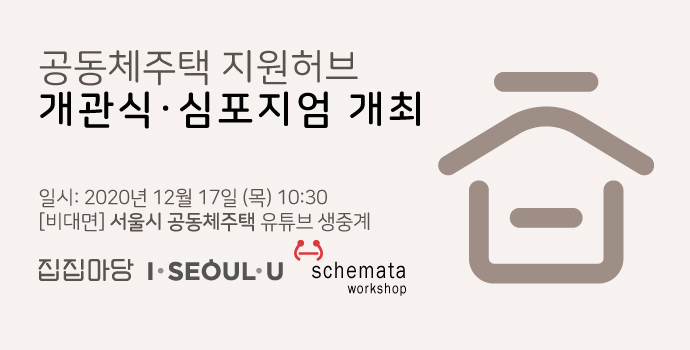 공동체주택 지원허브
개관식·심포지엄 개최
일시: 2020년 12월 17일 (목) 10:30
[비대면] 서울시 공동체주택 유튜브 생중계
집집마당 I·SEOUL·U schemata
workshop